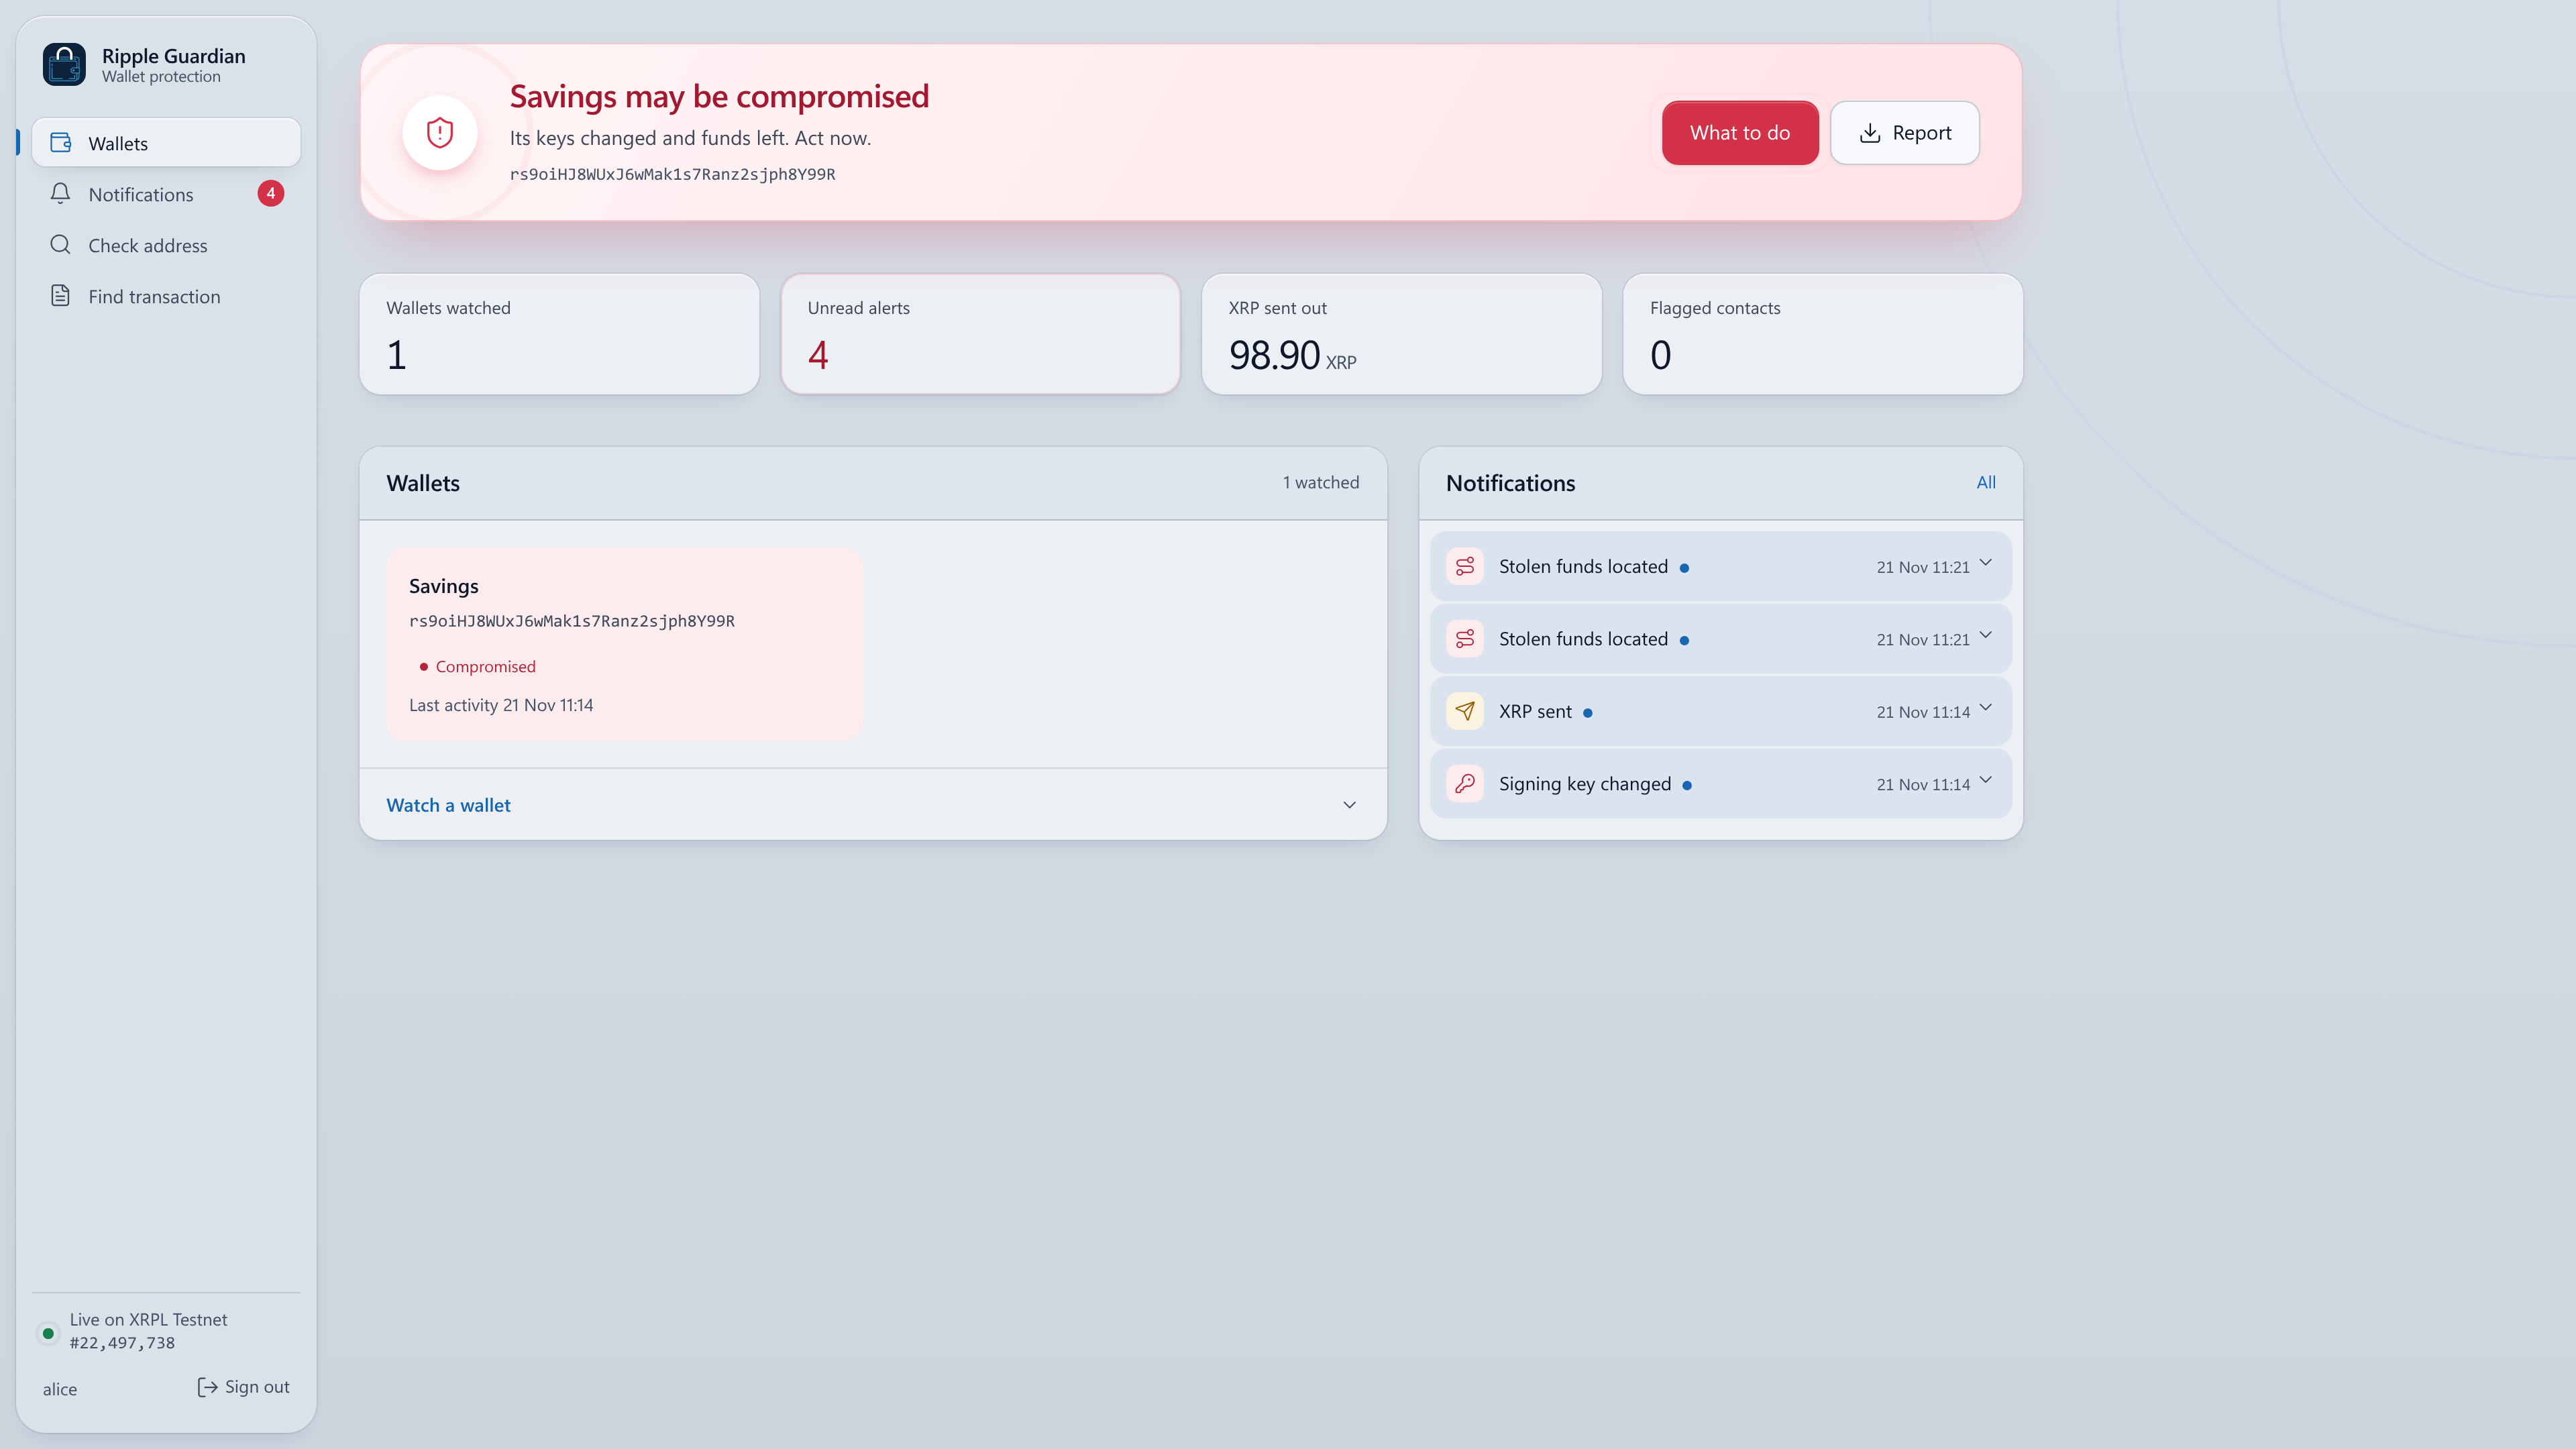 Ripple Guardian
Wallet protection
Wallets
Notifications 4
Check address
Find transaction
Live on XRPL Testnet
#22,497,738
alice
Sign out
Savings may be compromised
Its keys changed and funds left. Act now.
rs9oiHJ8WUxJ6wMak1s7Ranz2sjph8Y99R
What to do
Report
Wallets watched
1
Unread alerts
4
XRP sent out
98.90 XRP
Flagged contacts
0
Wallets
1 watched
Savings
rs9oiHJ8WUxJ6wMak1s7Ranz2sjph8Y99R
Compromised
Last activity 21 Nov 11:14
Watch a wallet
Notifications
All
Stolen funds located 21 Nov 11:21
Stolen funds located 21 Nov 11:21
XRP sent 21 Nov 11:14
Signing key changed 21 Nov 11:14